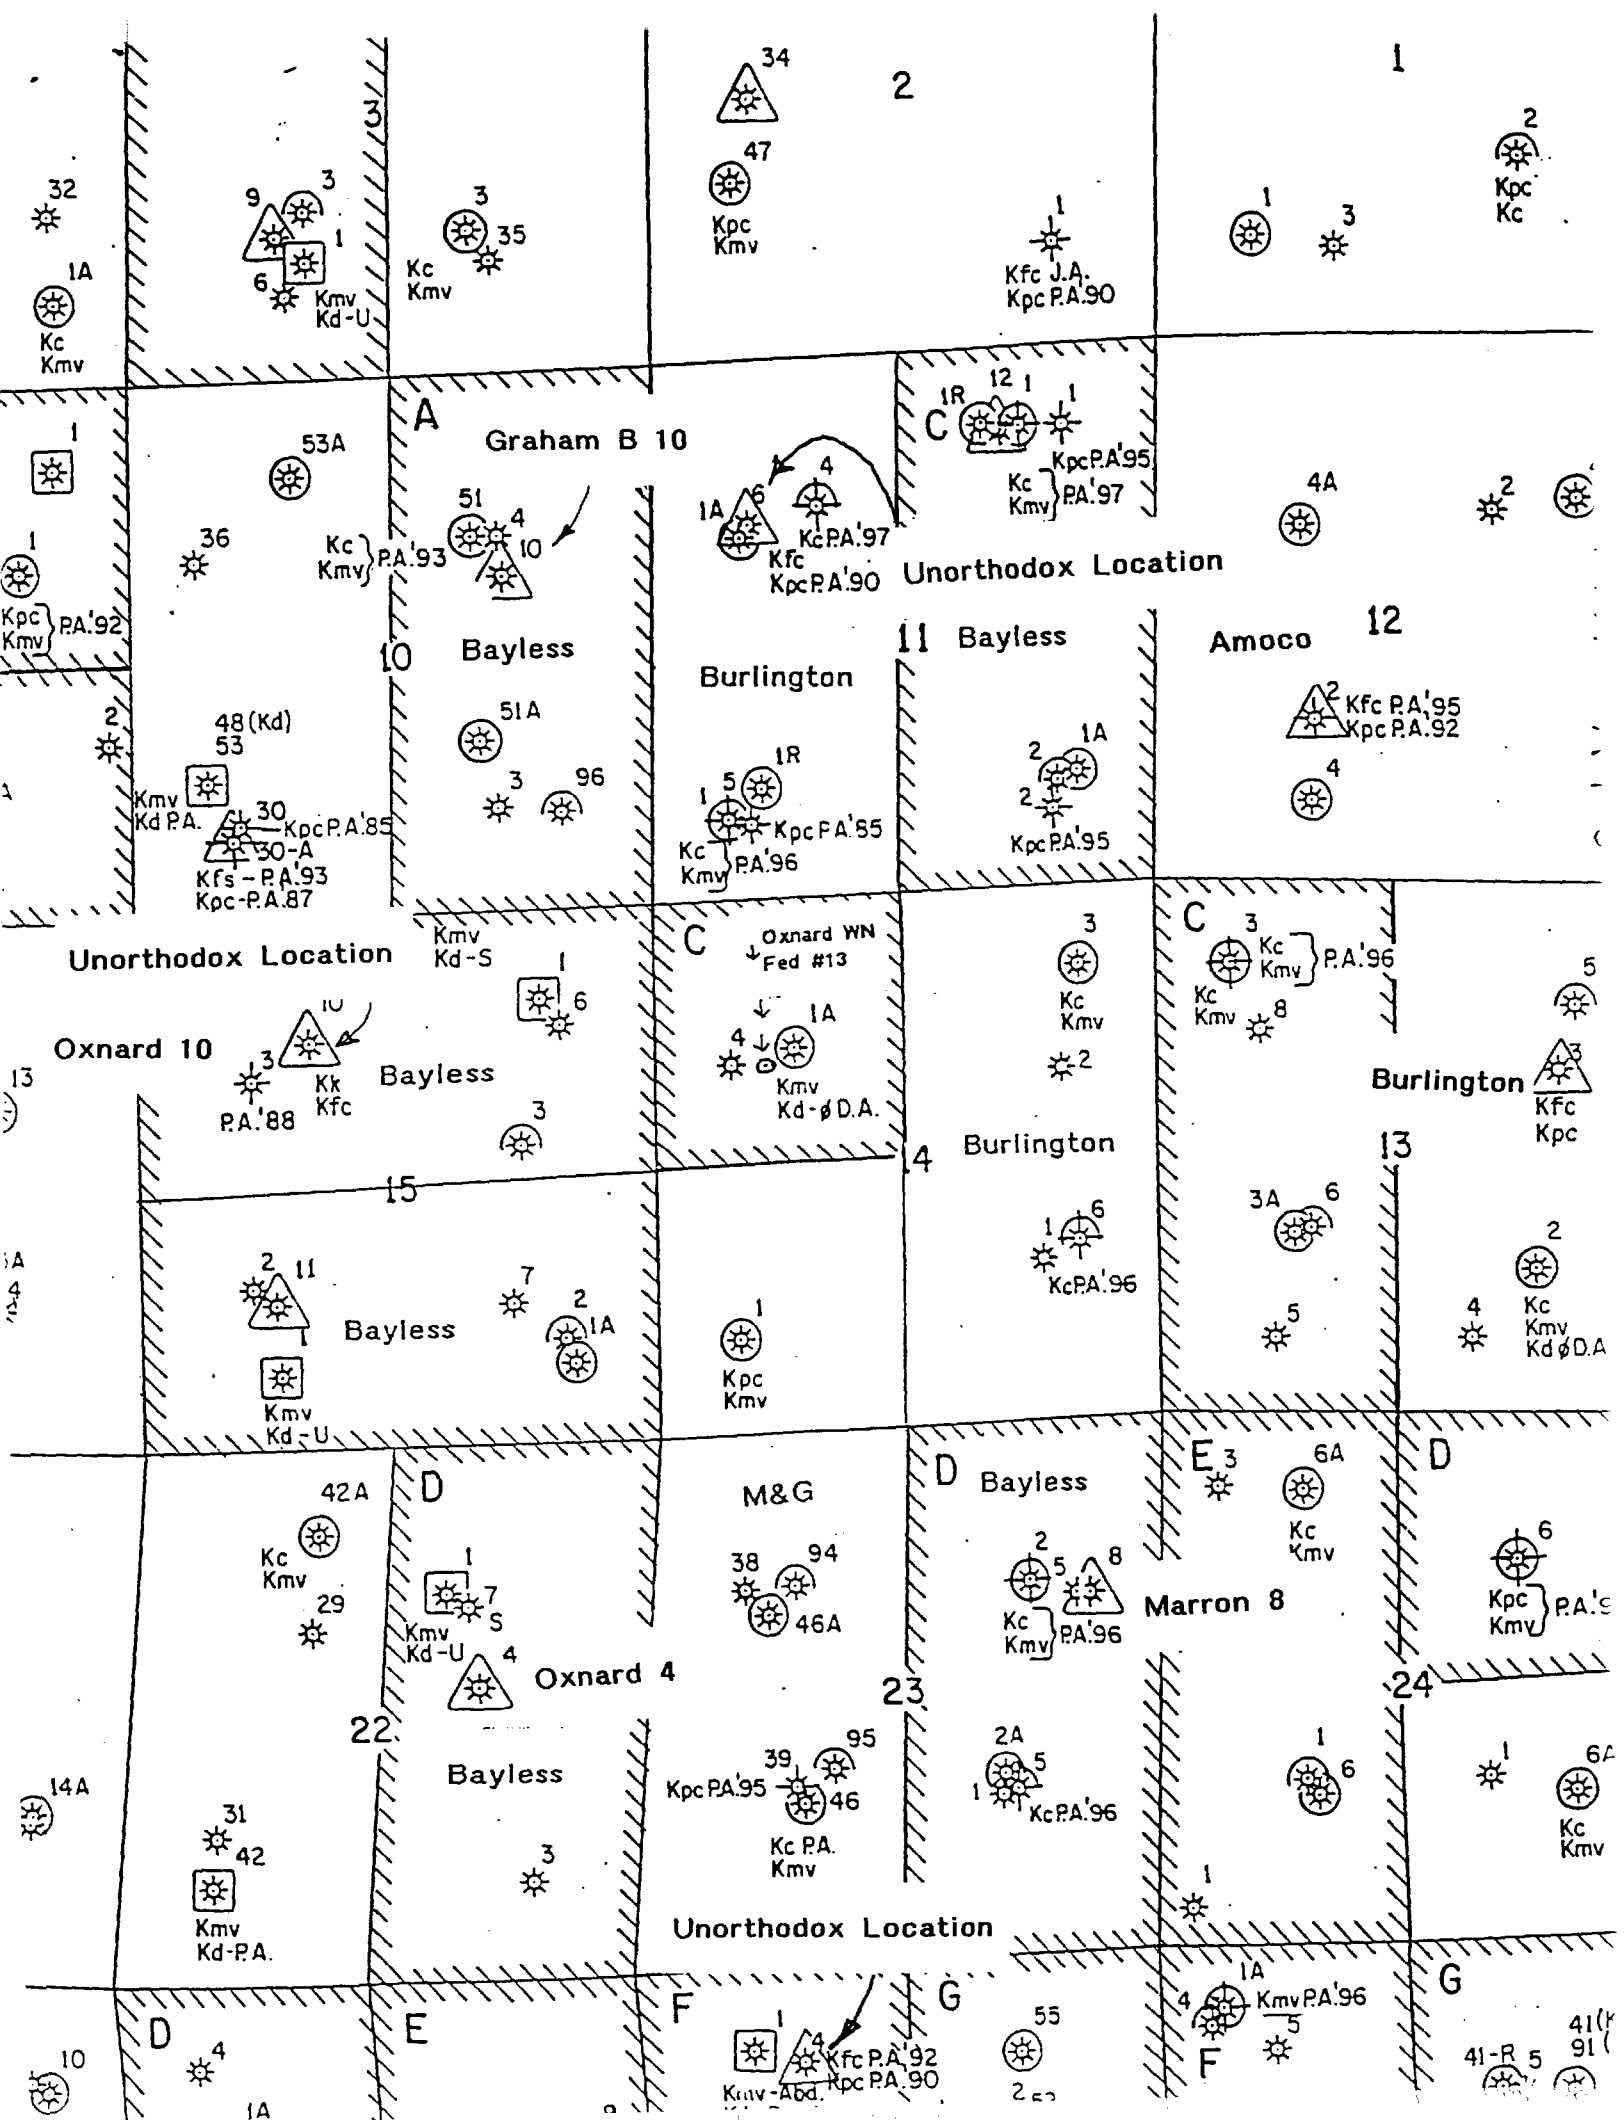 34
2
1
3
47
2
Kpc
Kc
32
9
3
1
6
Kmv
Kd-U
3
35
Kc
Kmv
Kpc
Kmv
1
Kfc J.A.
Kpc P.A.'90
1
3
1A
Kc
Kmv
A
Graham B 10
C
1R
12
1
1
Kpc P.A.'95
Kc
Kmv } P.A.'97
1
53A
51
4
10
Kc
Kmv } P.A.'93
1A
6
4
Kc P.A.'97
Kfc
Kpc P.A.'90
4A
2
36
1
Kpc
Kmv } P.A.'92
Unorthodox Location
10
Bayless
11
Bayless
Amoco
12
Burlington
2
Kfc P.A.'95
Kpc P.A.'92
2
48(Kd)
53
Kmv
Kd P.A.
30
Kpc P.A.'85
30-A
Kfs - P.A.'93
Kpc-P.A.87
51A
3
96
1R
5
1
Kpc P.A.'85
Kc
Kmv } P.A.'96
1A
2
2
Kpc P.A.'95
4
Unorthodox Location
Kmv
Kd-S
1
6
C
Oxnard WN
Fed #13
3
Kc
Kmv
C
3
Kc
Kmv } P.A.'96
Kc
Kmv
8
5
Oxnard 10
10
3
P.A.'88
Kk
Kfc
Bayless
4
1A
Kmv
Kd-ø D.A.
2
Burlington
3
Kfc
Kpc
13
3
Burlington
14
13
15
3A
6
1
6
Kc P.A.'96
2
11
1
Bayless
7
2
1A
Kmv
Kd-U
1
Kpc
Kmv
5
4
2
Kc
Kmv
Kd ø D.A
42A
Kc
Kmv
29
D
M&G
D
Bayless
E
3
6A
Kc
Kmv
D
1
7
S
Kmv
Kd-U
4
Oxnard 4
38
94
46A
2
5
8
Kc
Kmv } P.A.'96
Marron 8
6
Kpc
Kmv
22
23
24
Bayless
14A
31
42
Kmv
Kd-P.A.
3
39
95
Kpc P.A.'95
46
Kc P.A.
Kmv
2A
5
1
Kc P.A.'96
1
6
1
1
6A
Kc
Kmv
Unorthodox Location
10
D
4
1A
E
F
1
4
Kfc P.A.'92
Kpc P.A.'90
Kmv-Abd.
G
55
1A
4
Kmv P.A.'96
5
F
G
41-R
5